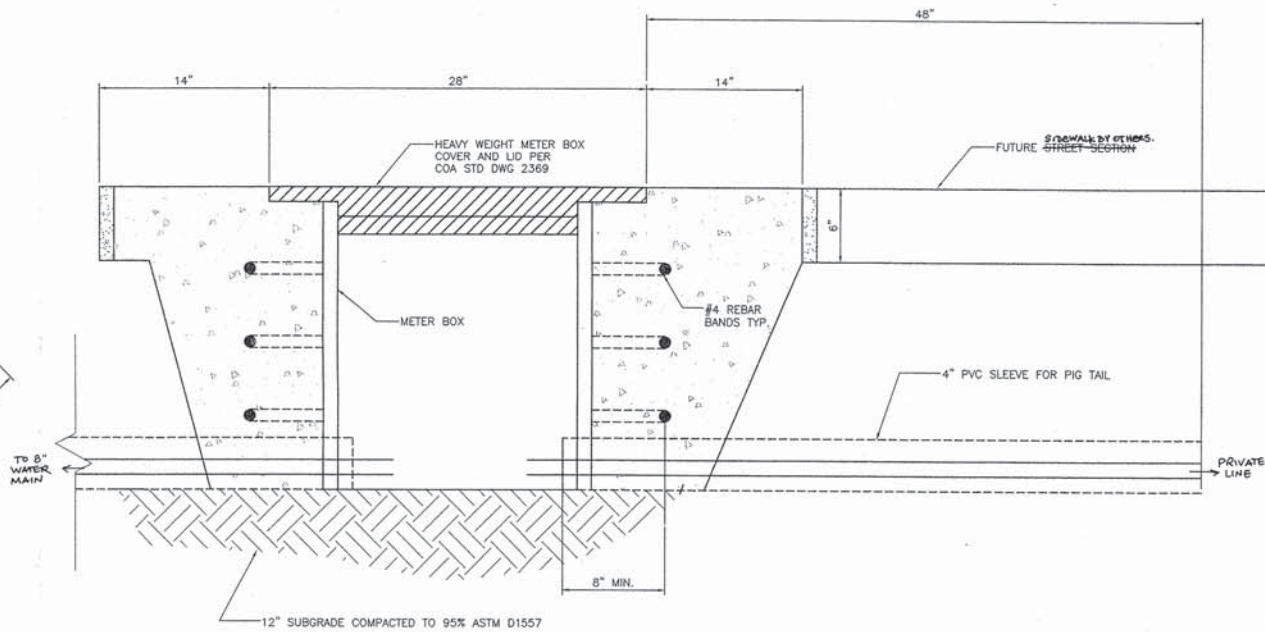 48"
14"
28"
14"
HEAVY WEIGHT METER BOX
COVER AND LID PER
COA STD DWG 2369
SIDEWALK BY OTHERS.
FUTURE STREET SECTION
6"
#4 REBAR
BANDS TYP.
METER BOX
4" PVC SLEEVE FOR PIG TAIL
TO 8"
WATER
MAIN
PRIVATE
LINE
8" MIN.
12" SUBGRADE COMPACTED TO 95% ASTM D1557